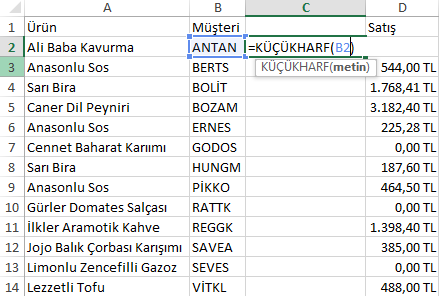 A B C D
1 Ürün Müşteri Satış
2 Ali Baba Kavurma ANTAN =KÜÇÜKHARF(B2)
3 Anasonlu Sos BERTS KÜÇÜKHARF(metin) 544,00 TL
4 Sarı Bira BOLİT 1.768,41 TL
5 Caner Dil Peyniri BOZAM 3.182,40 TL
6 Anasonlu Sos ERNES 225,28 TL
7 Cennet Baharat Karıımı GODOS 0,00 TL
8 Sarı Bira HUNGM 187,60 TL
9 Anasonlu Sos PİKKO 464,50 TL
10 Gürler Domates Salçası RATTK 0,00 TL
11 İlkler Aramotik Kahve REGGK 1.398,40 TL
12 Jojo Balık Çorbası Karışımı SAVEA 385,00 TL
13 Limonlu Zencefilli Gazoz SEVES 0,00 TL
14 Lezzetli Tofu VİTKL 488,00 TL